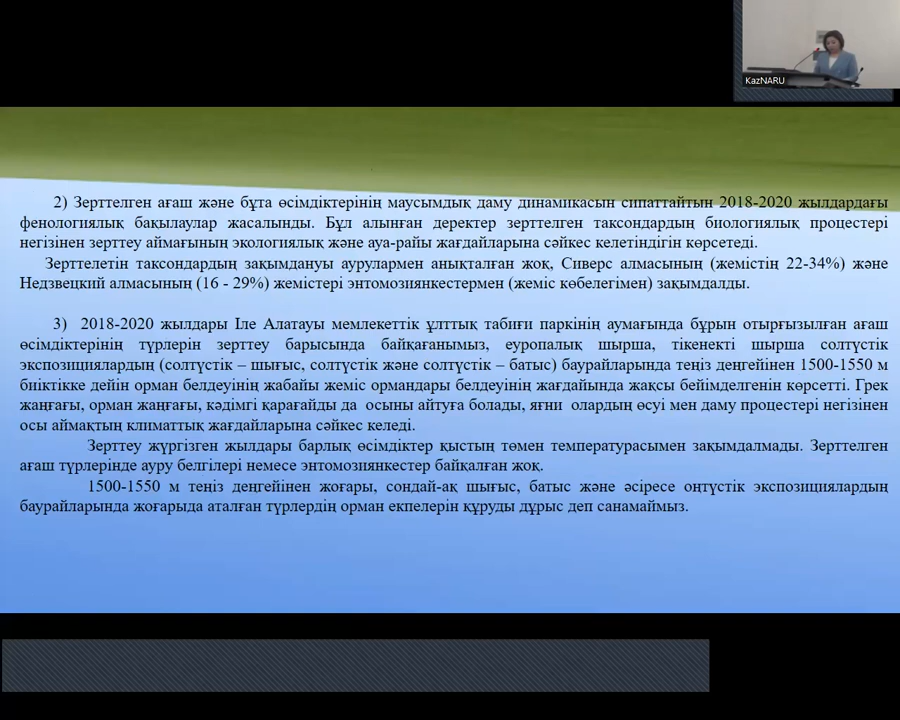 KazNARU
2) Зерттелген ағаш және бұта өсімдіктерінің маусымдық даму динамикасын сипаттайтын 2018-2020 жылдардағы
фенологиялық бақылаулар жасалынды. Бұл алынған деректер зерттелген таксондардың биологиялық процестері
негізінен зерттеу аймағының экологиялық және ауа-райы жағдайларына сәйкес келетіндігін көрсетеді.
Зерттелетін таксондардың зақымдануы аурулармен анықталған жоқ, Сиверс алмасының (жемістің 22-34%) және
Недзвецкий алмасының (16 - 29%) жемістері энтомозиянкестермен (жеміс көбелегімен) зақымдалды.
3) 2018-2020 жылдары Іле Алатауы мемлекеттік ұлттық табиғи паркінің аумағында бұрын отырғызылған ағаш
өсімдіктерінің түрлерін зерттеу барысында байқағанымыз, еуропалық шырша, тікенекті шырша солтүстік
экспозициялардың (солтүстік – шығыс, солтүстік және солтүстік – батыс) баурайларында теңіз деңгейінен 1500-1550 м
биіктікке дейін орман белдеуінің жабайы жеміс ормандары белдеуінің жағдайында жақсы бейімделгенін көрсетті. Грек
жаңғағы, орман жаңғағы, кәдімгі қарағайды да осыны айтуға болады, яғни олардың өсуі мен даму процестері негізінен
осы аймақтың климаттық жағдайларына сәйкес келеді.
Зерттеу жүргізген жылдары барлық өсімдіктер қыстың төмен температурасымен зақымдалмады. Зерттелген
ағаш түрлерінде ауру белгілері немесе энтомозиянкестер байқалған жоқ.
1500-1550 м теңіз деңгейінен жоғары, сондай-ақ шығыс, батыс және әсіресе оңтүстік экспозициялардың
баурайларында жоғарыда аталған түрлердің орман екпелерін құруды дұрыс деп санамаймыз.